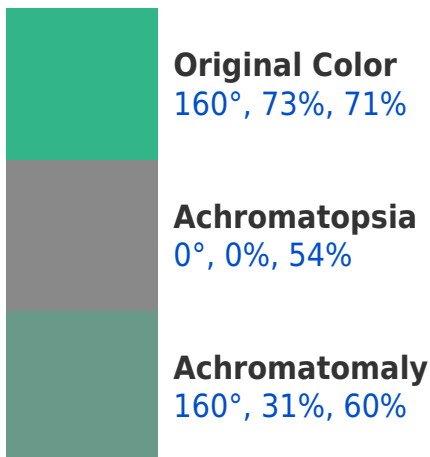 Original Color
160°, 73%, 71%
Achromatopsia
0°, 0%, 54%
Achromatomaly
160°, 31%, 60%